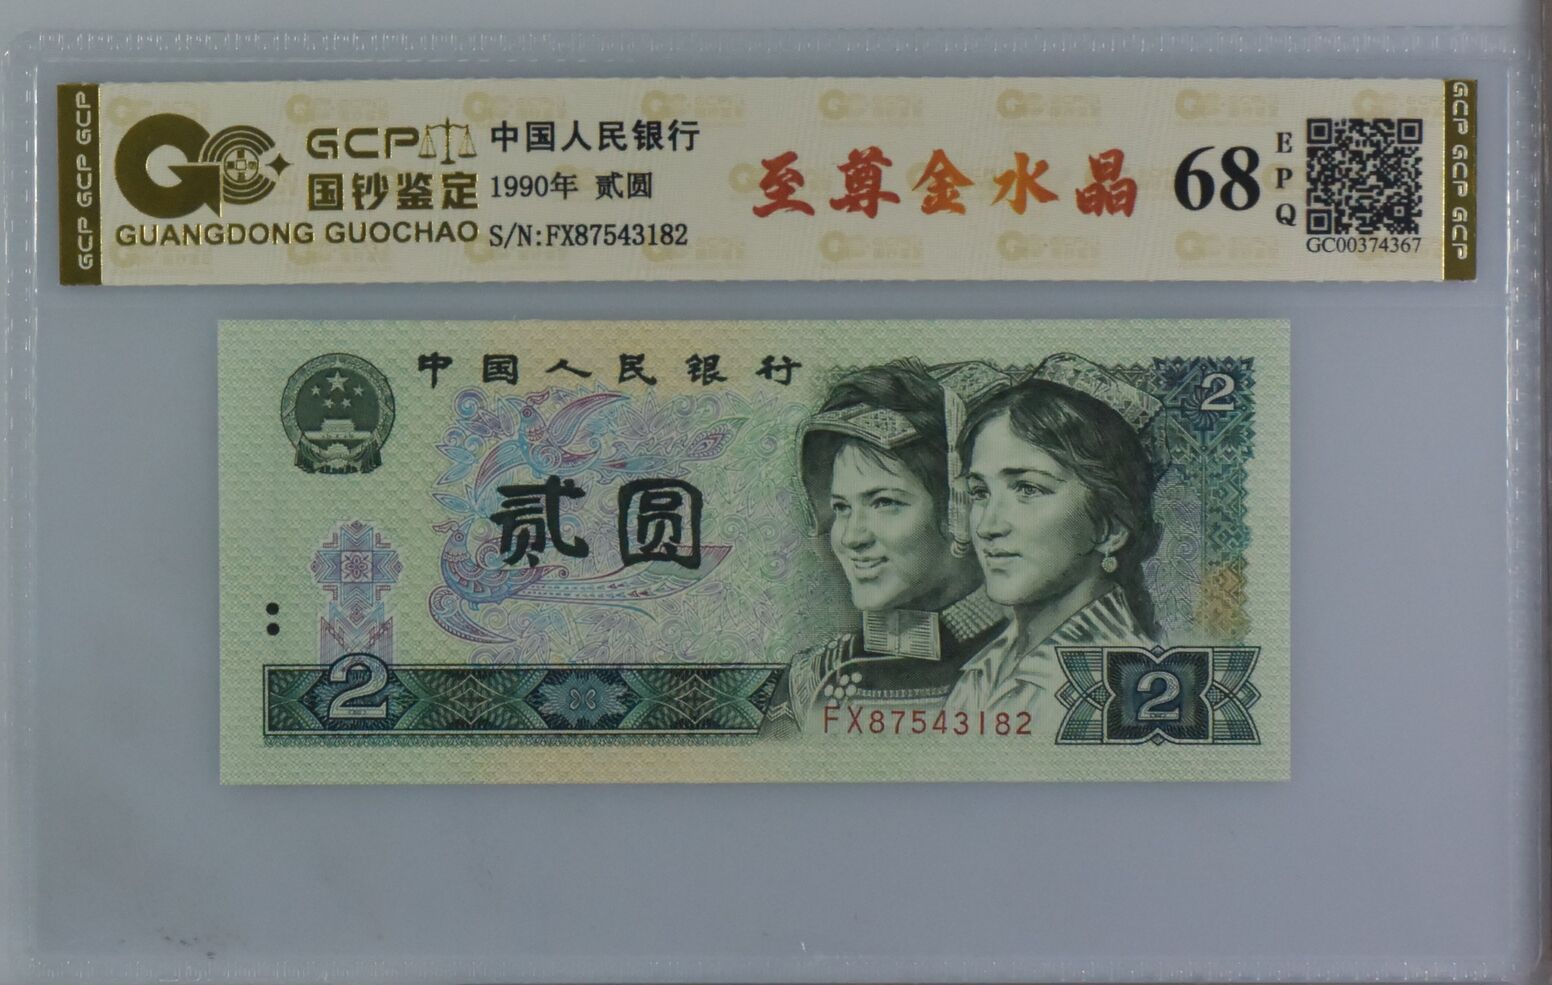 GCP GCP GCP
GCP
国钞鉴定
GUANGDONG GUOCHAO
中国人民银行
1990年 贰圆
S/N:FX87543182
至尊金水晶
68
EPQ
GC00374367
GCP GCP GCP
中国人民银行
2
贰圆
2
FX87543182
2